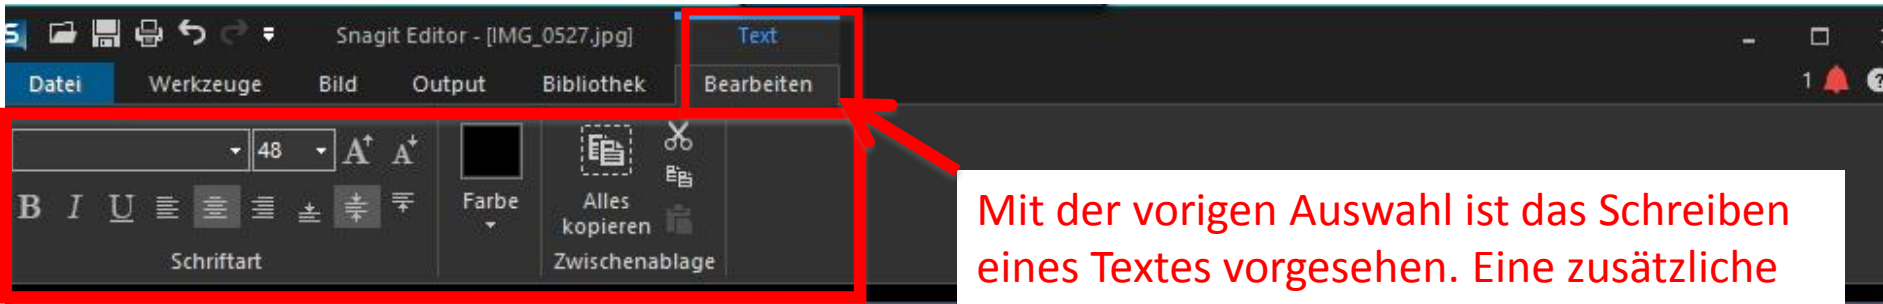 S Snagit Editor - [IMG_0527.jpg] Text
Datei Werkzeuge Bild Output Bibliothek Bearbeiten 1 ?
48 A A
B I U Farbe Alles
kopieren
Schriftart Zwischenablage
Mit der vorigen Auswahl ist das Schreiben
eines Textes vorgesehen. Eine zusätzliche